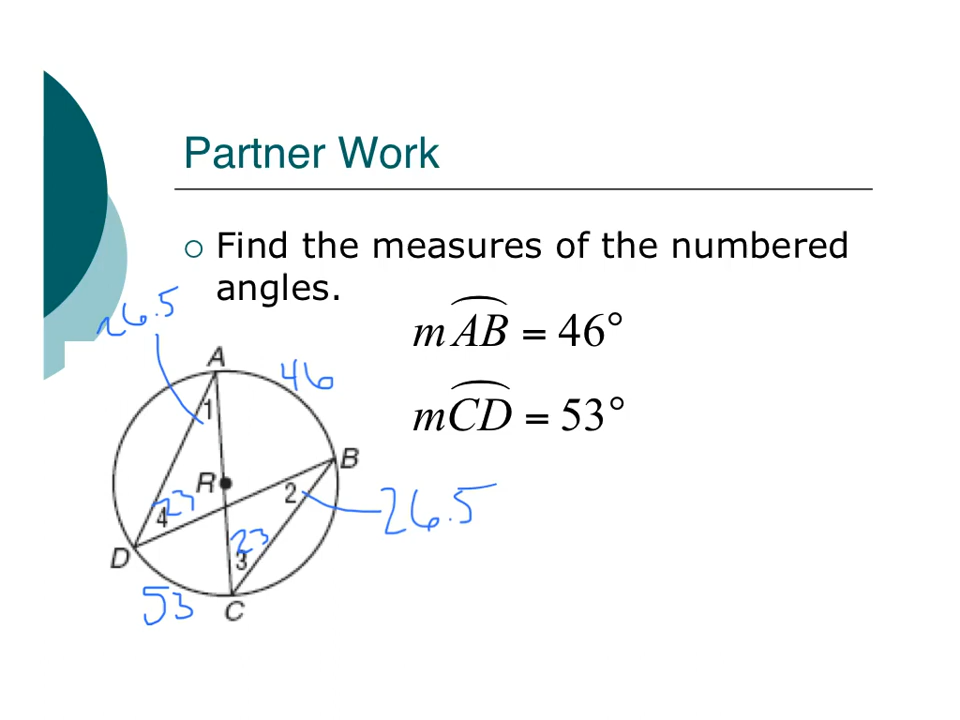 Partner Work
Find the measures of the numbered
angles.
26.5
m AB = 46°
A
46
mCD = 53°
1
B
R
2
26.5
23
4
23
3
D
53
C